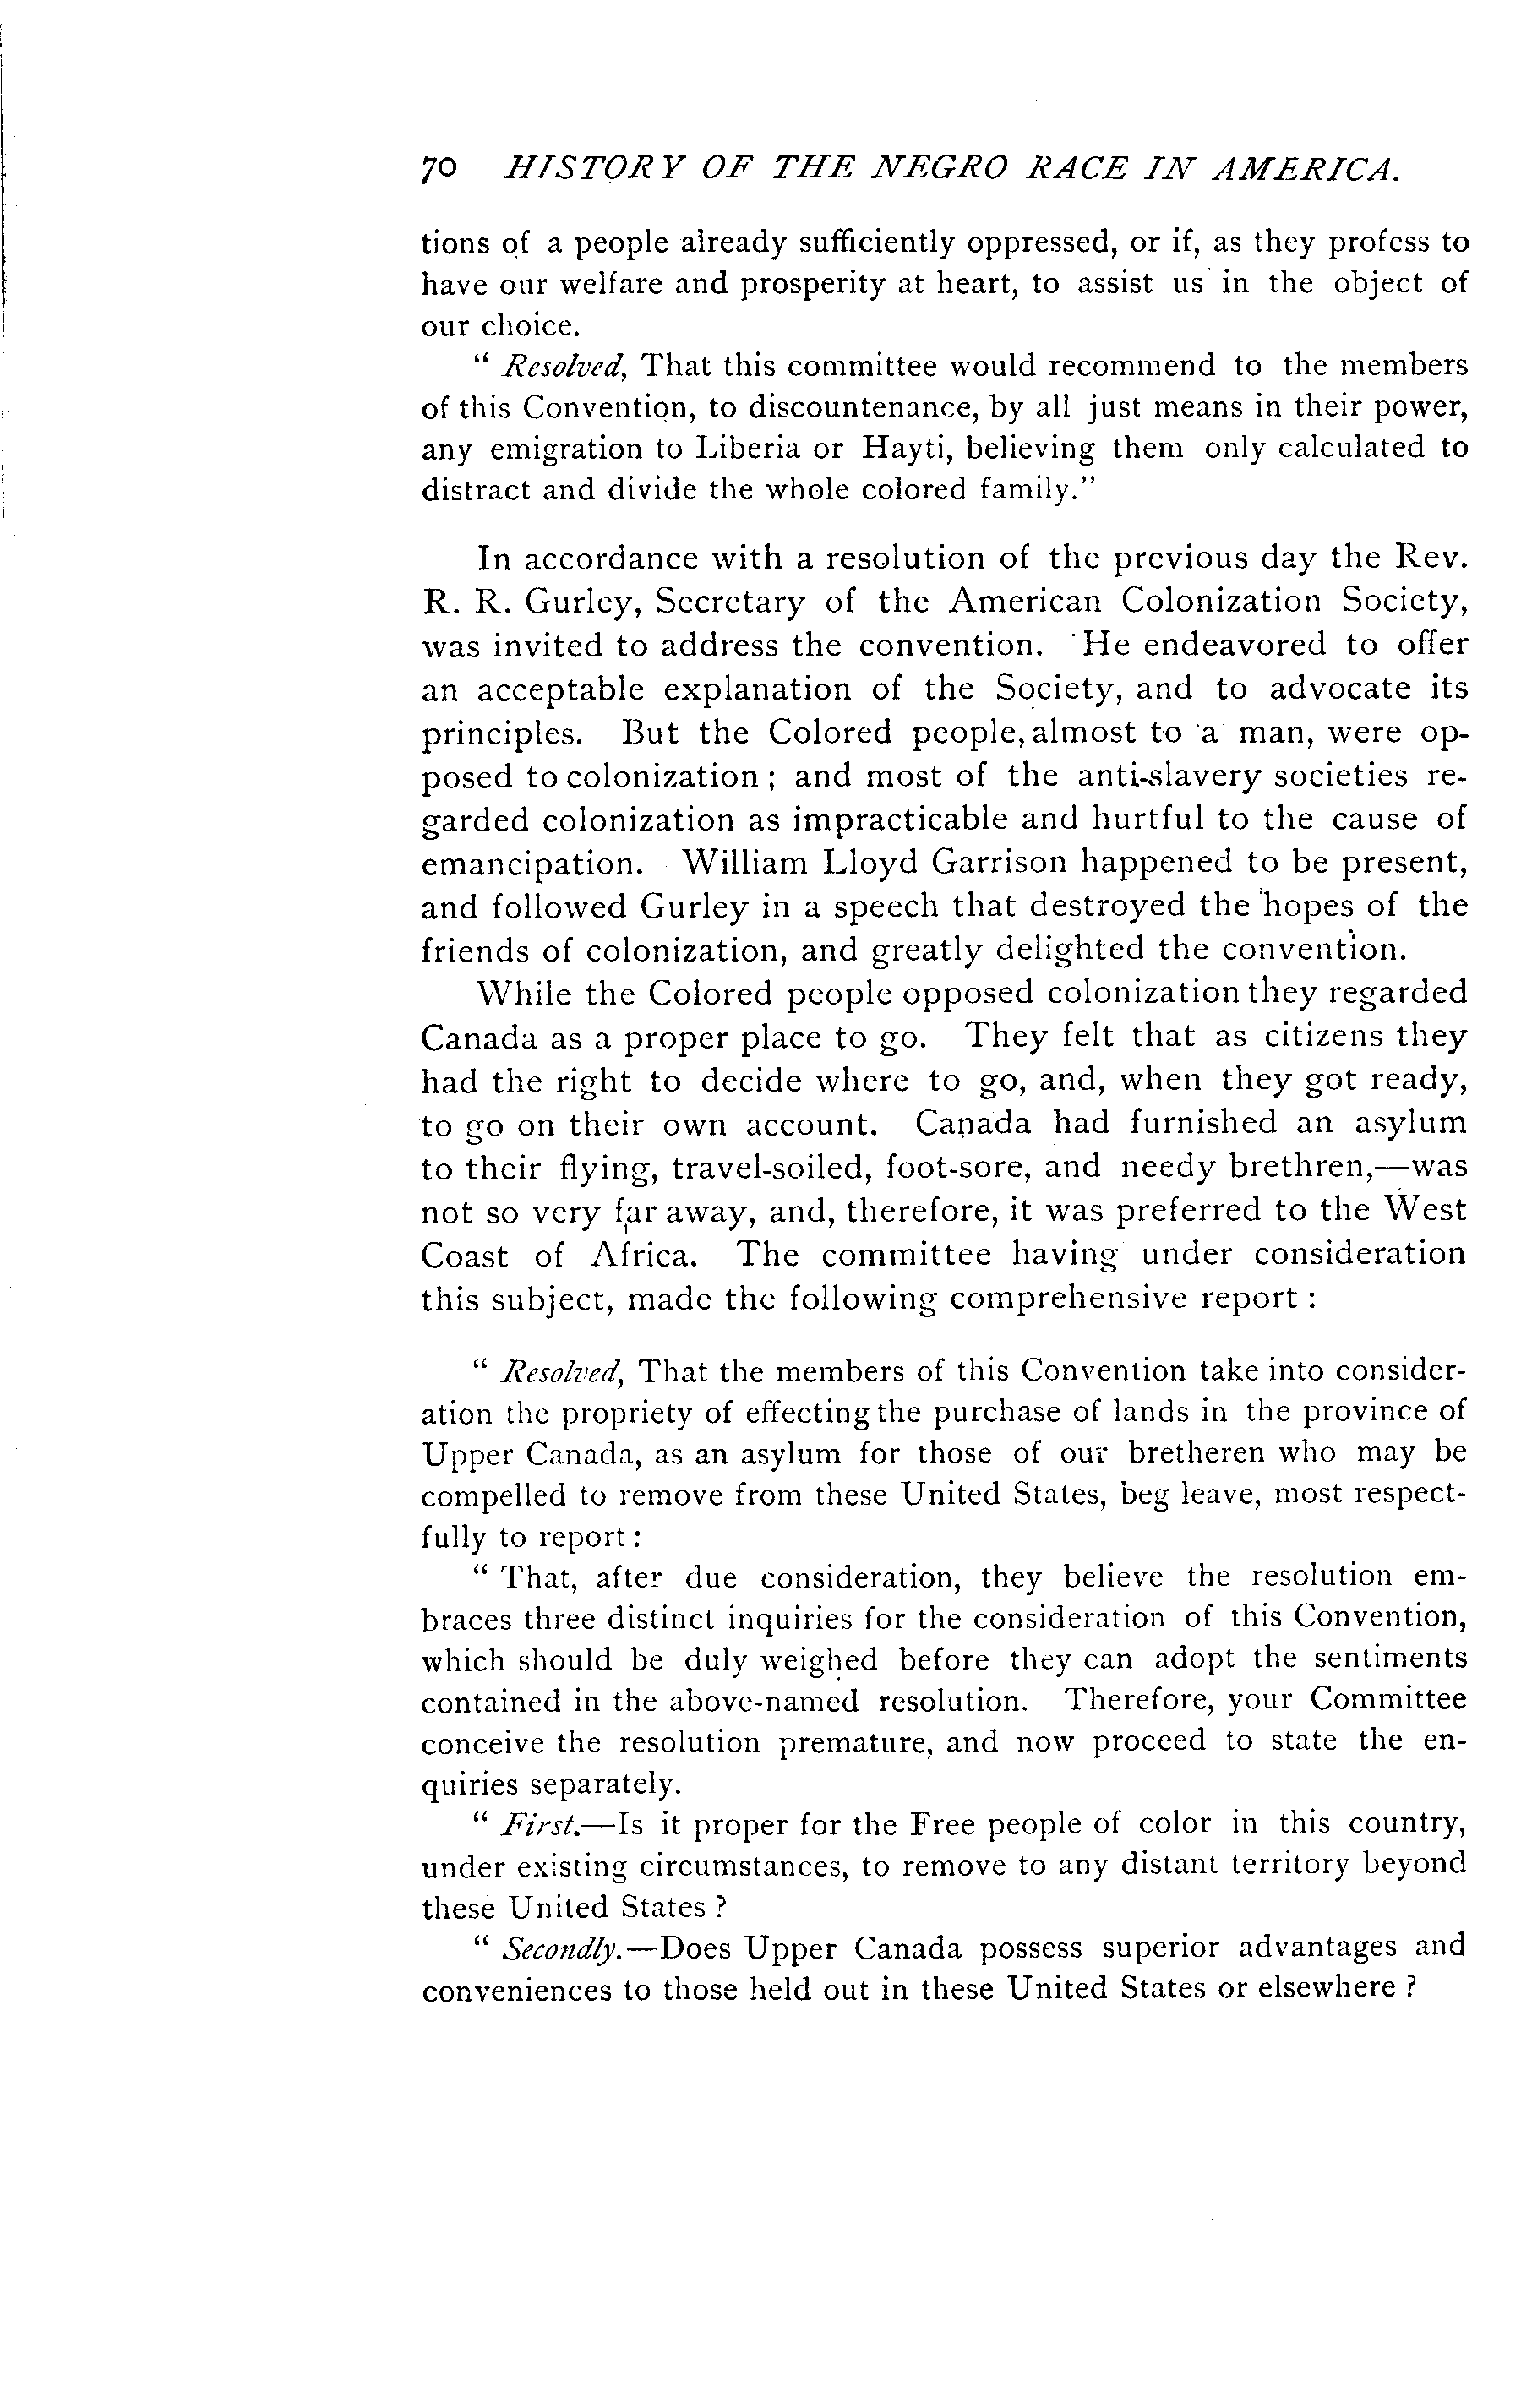 70 HISTORY OF THE NEGRO RACE IN AMERICA.
tions of a people already sufficiently oppressed, or if, as they profess to
have our welfare and prosperity at heart, to assist us in the object of
our choice.
“ Resolved, That this committee would recommend to the members
of this Convention, to discountenance, by all just means in their power,
any emigration to Liberia or Hayti, believing them only calculated to
distract and divide the whole colored family.”
In accordance with a resolution of the previous day the Rev.
R. R. Gurley, Secretary of the American Colonization Society,
was invited to address the convention. He endeavored to offer
an acceptable explanation of the Society, and to advocate its
principles. But the Colored people, almost to a man, were op-
posed to colonization ; and most of the anti-slavery societies re-
garded colonization as impracticable and hurtful to the cause of
emancipation. William Lloyd Garrison happened to be present,
and followed Gurley in a speech that destroyed the hopes of the
friends of colonization, and greatly delighted the convention.
While the Colored people opposed colonization they regarded
Canada as a proper place to go. They felt that as citizens they
had the right to decide where to go, and, when they got ready,
to go on their own account. Canada had furnished an asylum
to their flying, travel-soiled, foot-sore, and needy brethren,—was
not so very far away, and, therefore, it was preferred to the West
Coast of Africa. The committee having under consideration
this subject, made the following comprehensive report :
“ Resolved, That the members of this Convention take into consider-
ation the propriety of effecting the purchase of lands in the province of
Upper Canada, as an asylum for those of our bretheren who may be
compelled to remove from these United States, beg leave, most respect-
fully to report :
“ That, after due consideration, they believe the resolution em-
braces three distinct inquiries for the consideration of this Convention,
which should be duly weighed before they can adopt the sentiments
contained in the above-named resolution. Therefore, your Committee
conceive the resolution premature, and now proceed to state the en-
quiries separately.
“ First.—Is it proper for the Free people of color in this country,
under existing circumstances, to remove to any distant territory beyond
these United States ?
“ Secondly.—Does Upper Canada possess superior advantages and
conveniences to those held out in these United States or elsewhere ?